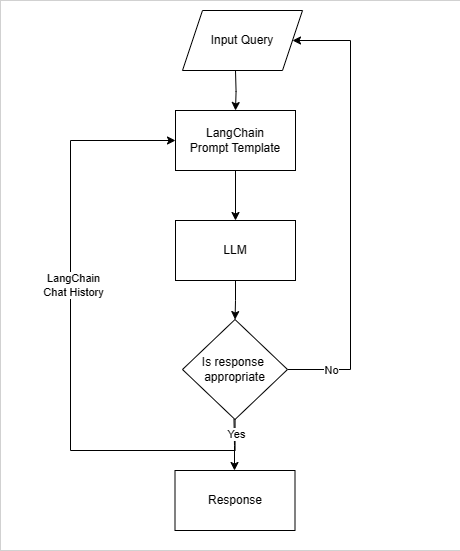 Input Query
LangChain
Prompt Template
LLM
LangChain
Chat History
Is response
appropriate
No
Yes
Response